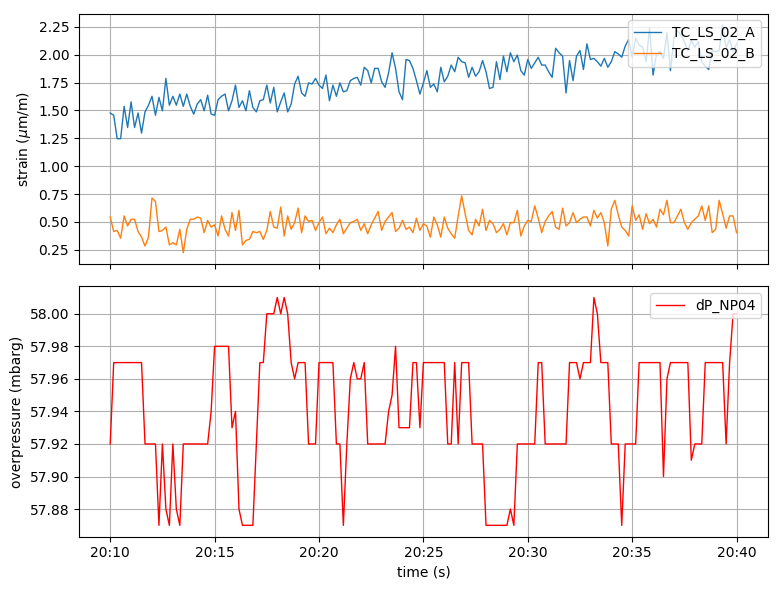 strain (μm/m)
2.25
2.00
1.75
1.50
1.25
1.00
0.75
0.50
0.25
TC_LS_02_A
TC_LS_02_B
overpressure (mbarg)
58.00
57.98
57.96
57.94
57.92
57.90
57.88
dP_NP04
20:10 20:15 20:20 20:25 20:30 20:35 20:40
time (s)